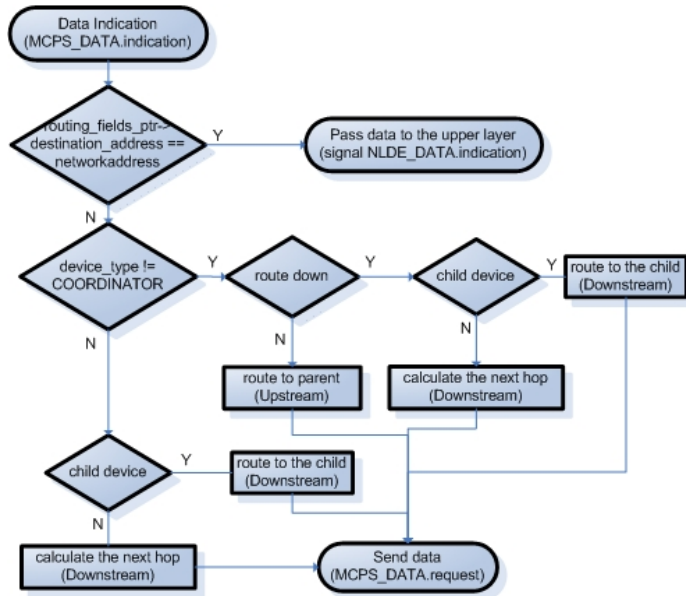 Data Indication
(MCPS_DATA.indication)
routing_fields_ptr->
destination_address ==
networkaddress
Y
Pass data to the upper layer
(signal NLDE_DATA.indication)
N
device_type !=
COORDINATOR
Y
route down
Y
child device
Y
route to the child
(Downstream)
N
N
N
route to parent
(Upstream)
calculate the next hop
(Downstream)
child device
Y
route to the child
(Downstream)
N
calculate the next hop
(Downstream)
Send data
(MCPS_DATA.request)